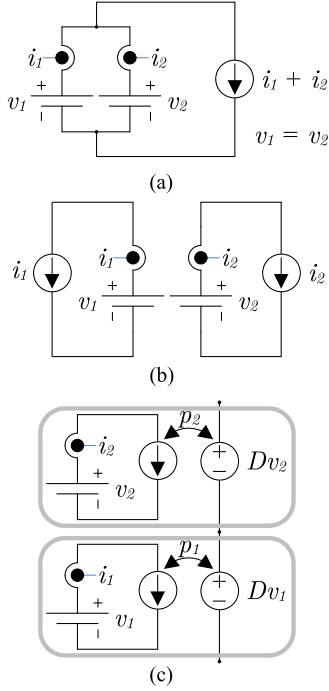 i₁ i₂
+ +
v₁ v₂
i₁ + i₂
v₁ = v₂
(a)
i₁ i₁ i₂ i₂
+ +
v₁ v₂
(b)
p₂
i₂
+ +
v₂ − Dv₂
p₁
i₁
+ +
v₁ − Dv₁
(c)